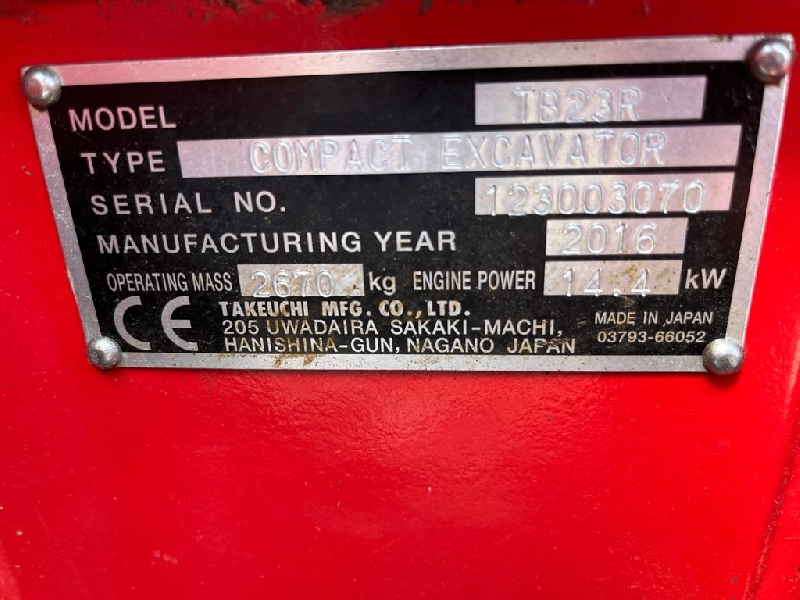 MODEL TB23R
TYPE COMPACT EXCAVATOR
SERIAL NO. 123003070
MANUFACTURING YEAR 2016
OPERATING MASS 2670 kg ENGINE POWER 14.4 kW
CE
TAKEUCHI MFG. CO., LTD.
205 UWADAIRA SAKAKI-MACHI,
HANISHINA-GUN, NAGANO JAPAN
MADE IN JAPAN
03793-66052